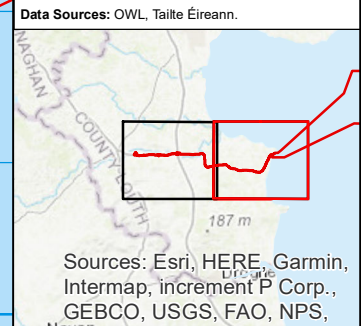 Data Sources: OWL, Tailte Éireann.
NAGHAN
COUNTY LOUTH
187 m
Sources: Esri, HERE, Garmin,
Intermap, increment P Corp.,
GEBCO, USGS, FAO, NPS,